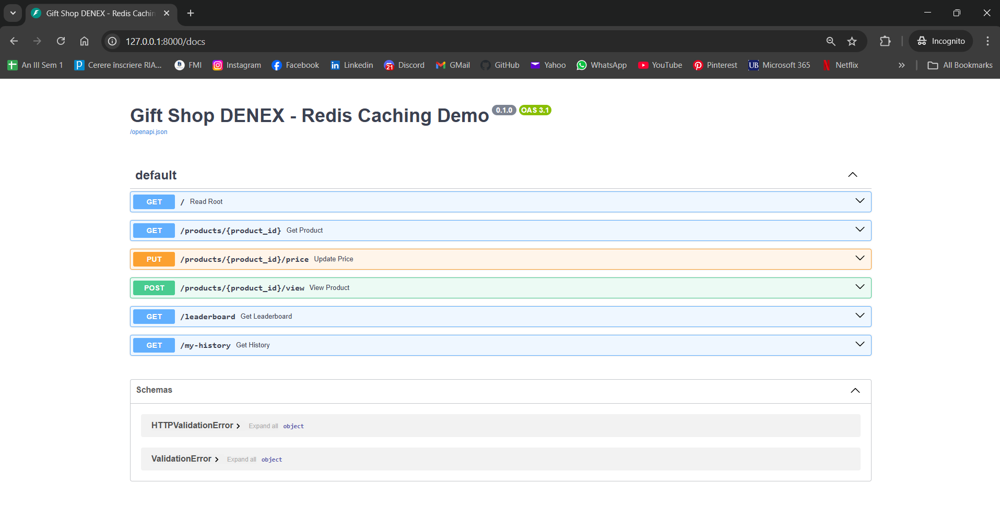 Gift Shop DENEX - Redis Cachin
127.0.0.1:8000/docs
Incognito
An III Sem 1 Cerere înscriere RIA... FMI Instagram Facebook Linkedin 21 Discord GMail GitHub Yahoo WhatsApp YouTube Pinterest UB Microsoft 365 Netflix » All Bookmarks
Gift Shop DENEX - Redis Caching Demo 0.1.0 OAS 3.1
/openapi.json
default
GET / Read Root
GET /products/{product_id} Get Product
PUT /products/{product_id}/price Update Price
POST /products/{product_id}/view View Product
GET /leaderboard Get Leaderboard
GET /my-history Get History
Schemas
HTTPValidationError Expand all object
ValidationError Expand all object